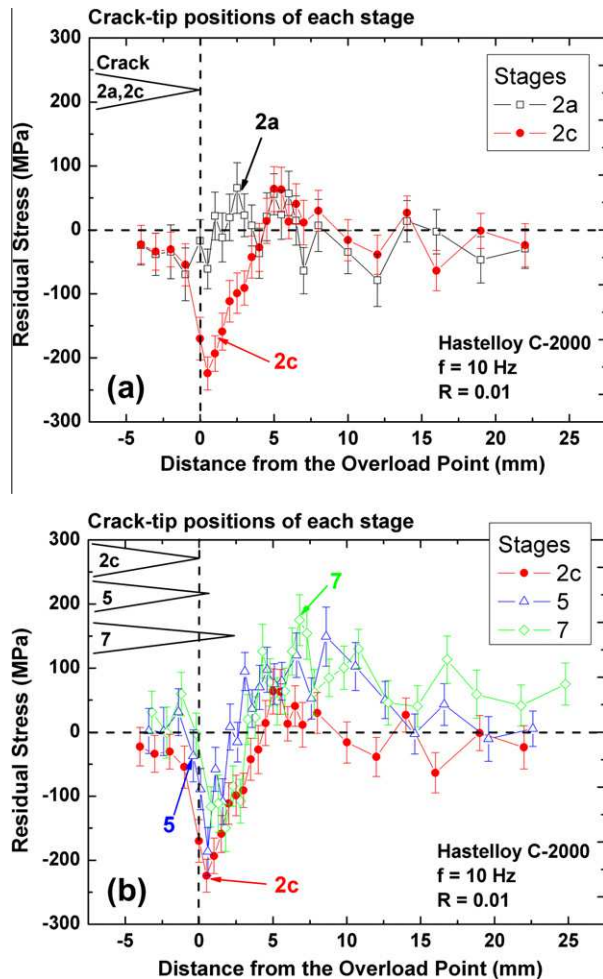 Crack-tip positions of each stage
300
200
100
0
-100
-200
-300
Residual Stress (MPa)
Crack
2a,2c
2a
2c
Stages
2a
2c
Hastelloy C-2000
f = 10 Hz
R = 0.01
(a)
-5 0 5 10 15 20 25
Distance from the Overload Point (mm)
Crack-tip positions of each stage
300
200
100
0
-100
-200
-300
Residual Stress (MPa)
2c
5
7
7
5
2c
Stages
2c
5
7
Hastelloy C-2000
f = 10 Hz
R = 0.01
(b)
-5 0 5 10 15 20 25
Distance from the Overload Point (mm)